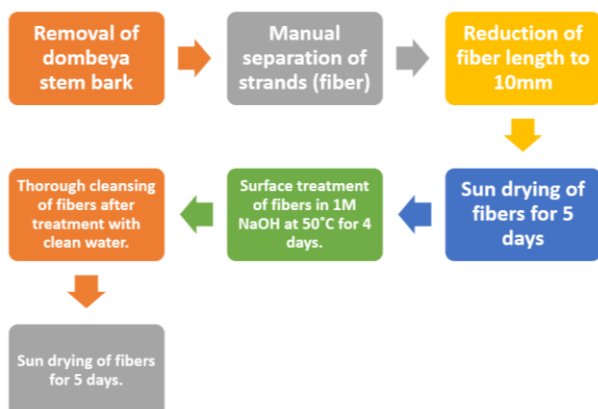 Removal of
dombeya
stem bark
Manual
separation of
strands (fiber)
Reduction of
fiber length to
10mm
Sun drying of
fibers for 5
days
Surface treatment
of fibers in 1M
NaOH at 50˚C for 4
days.
Thorough cleansing
of fibers after
treatment with
clean water.
Sun drying of fibers
for 5 days.